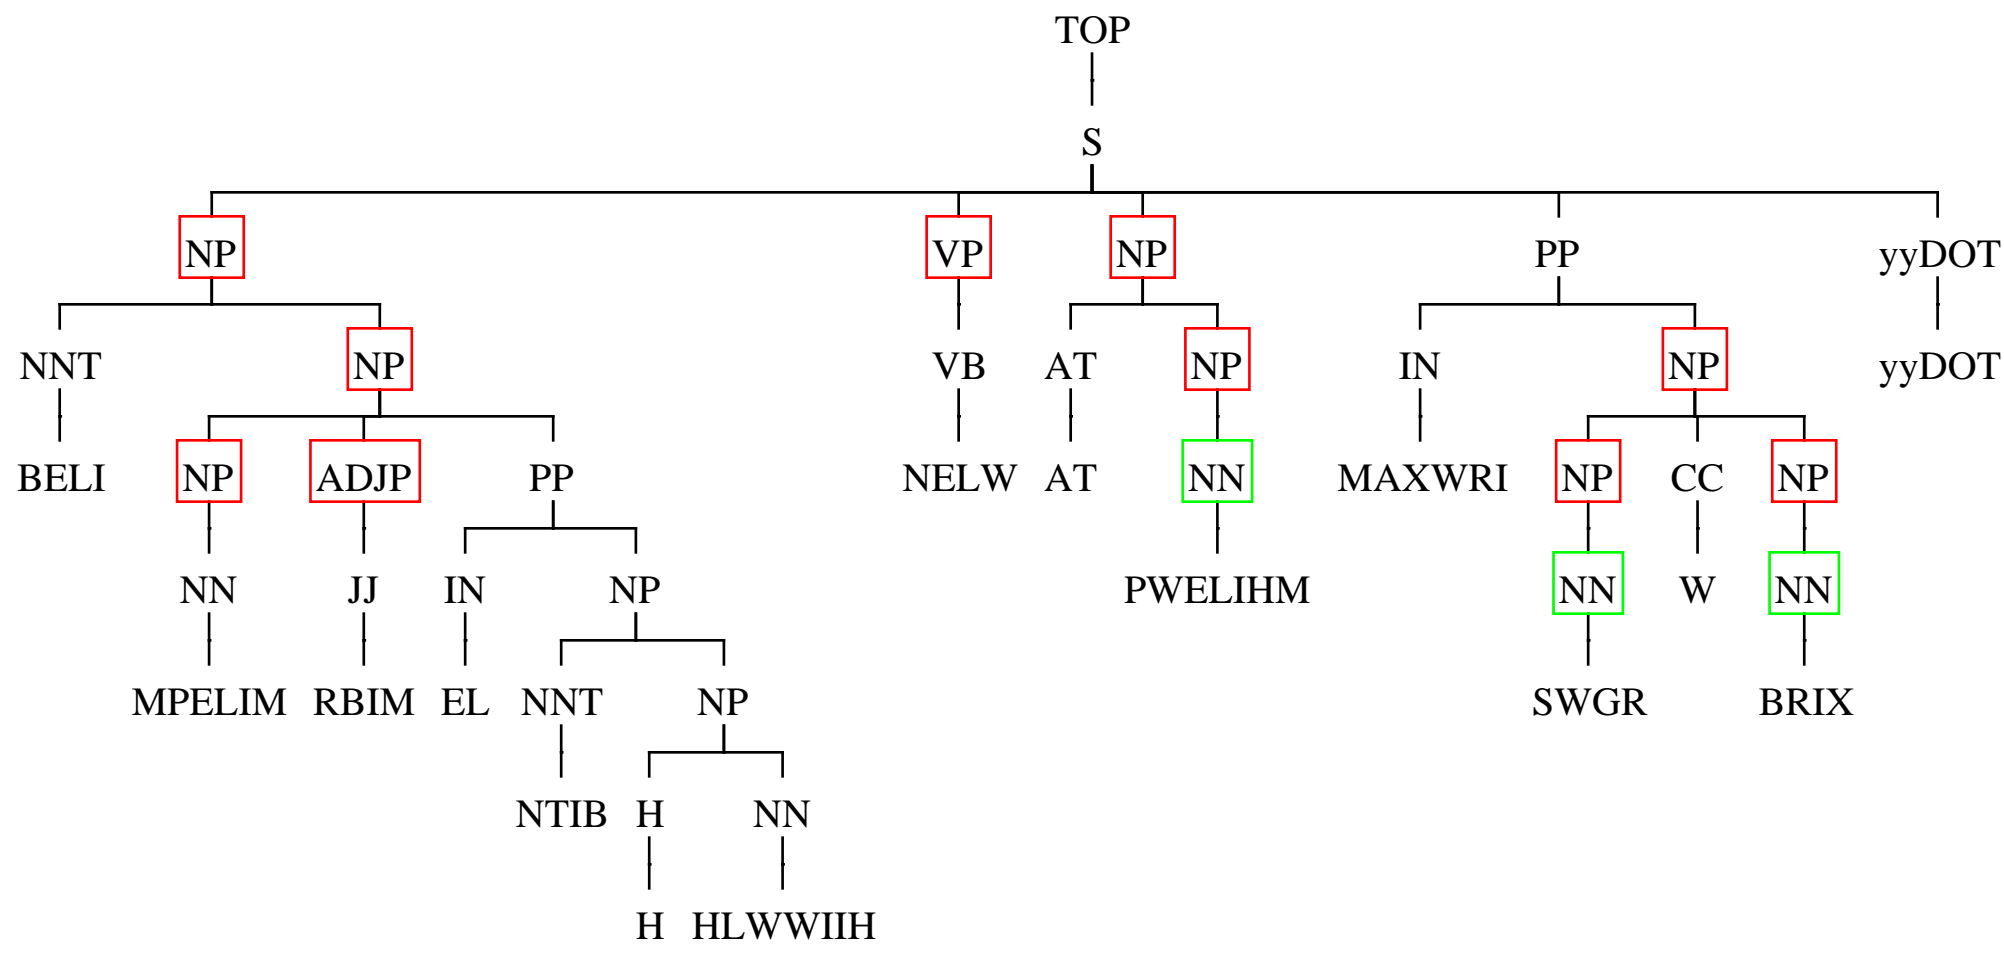 TOP
S
NP VP NP PP yyDOT
NNT NP VB AT NP IN NP yyDOT
BELI NP ADJP PP NELW AT NN MAXWRI NP CC NP
NN JJ IN NP PWELIHM NN W NN
MPELIM RBIM EL NNT NP SWGR BRIX
NTIB H NN
H HLWWIIH